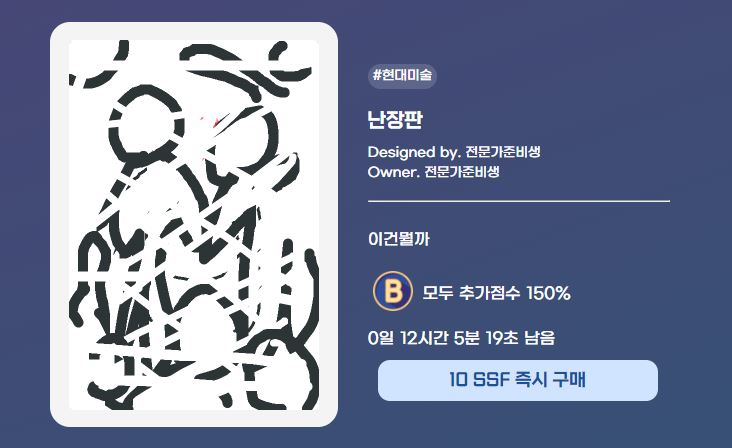 #현대미술
난장판
Designed by. 전문가준비생
Owner. 전문가준비생
이건뭘까
B 모두 추가점수 150%
0일 12시간 5분 19초 남음
10 SSF 즉시 구매